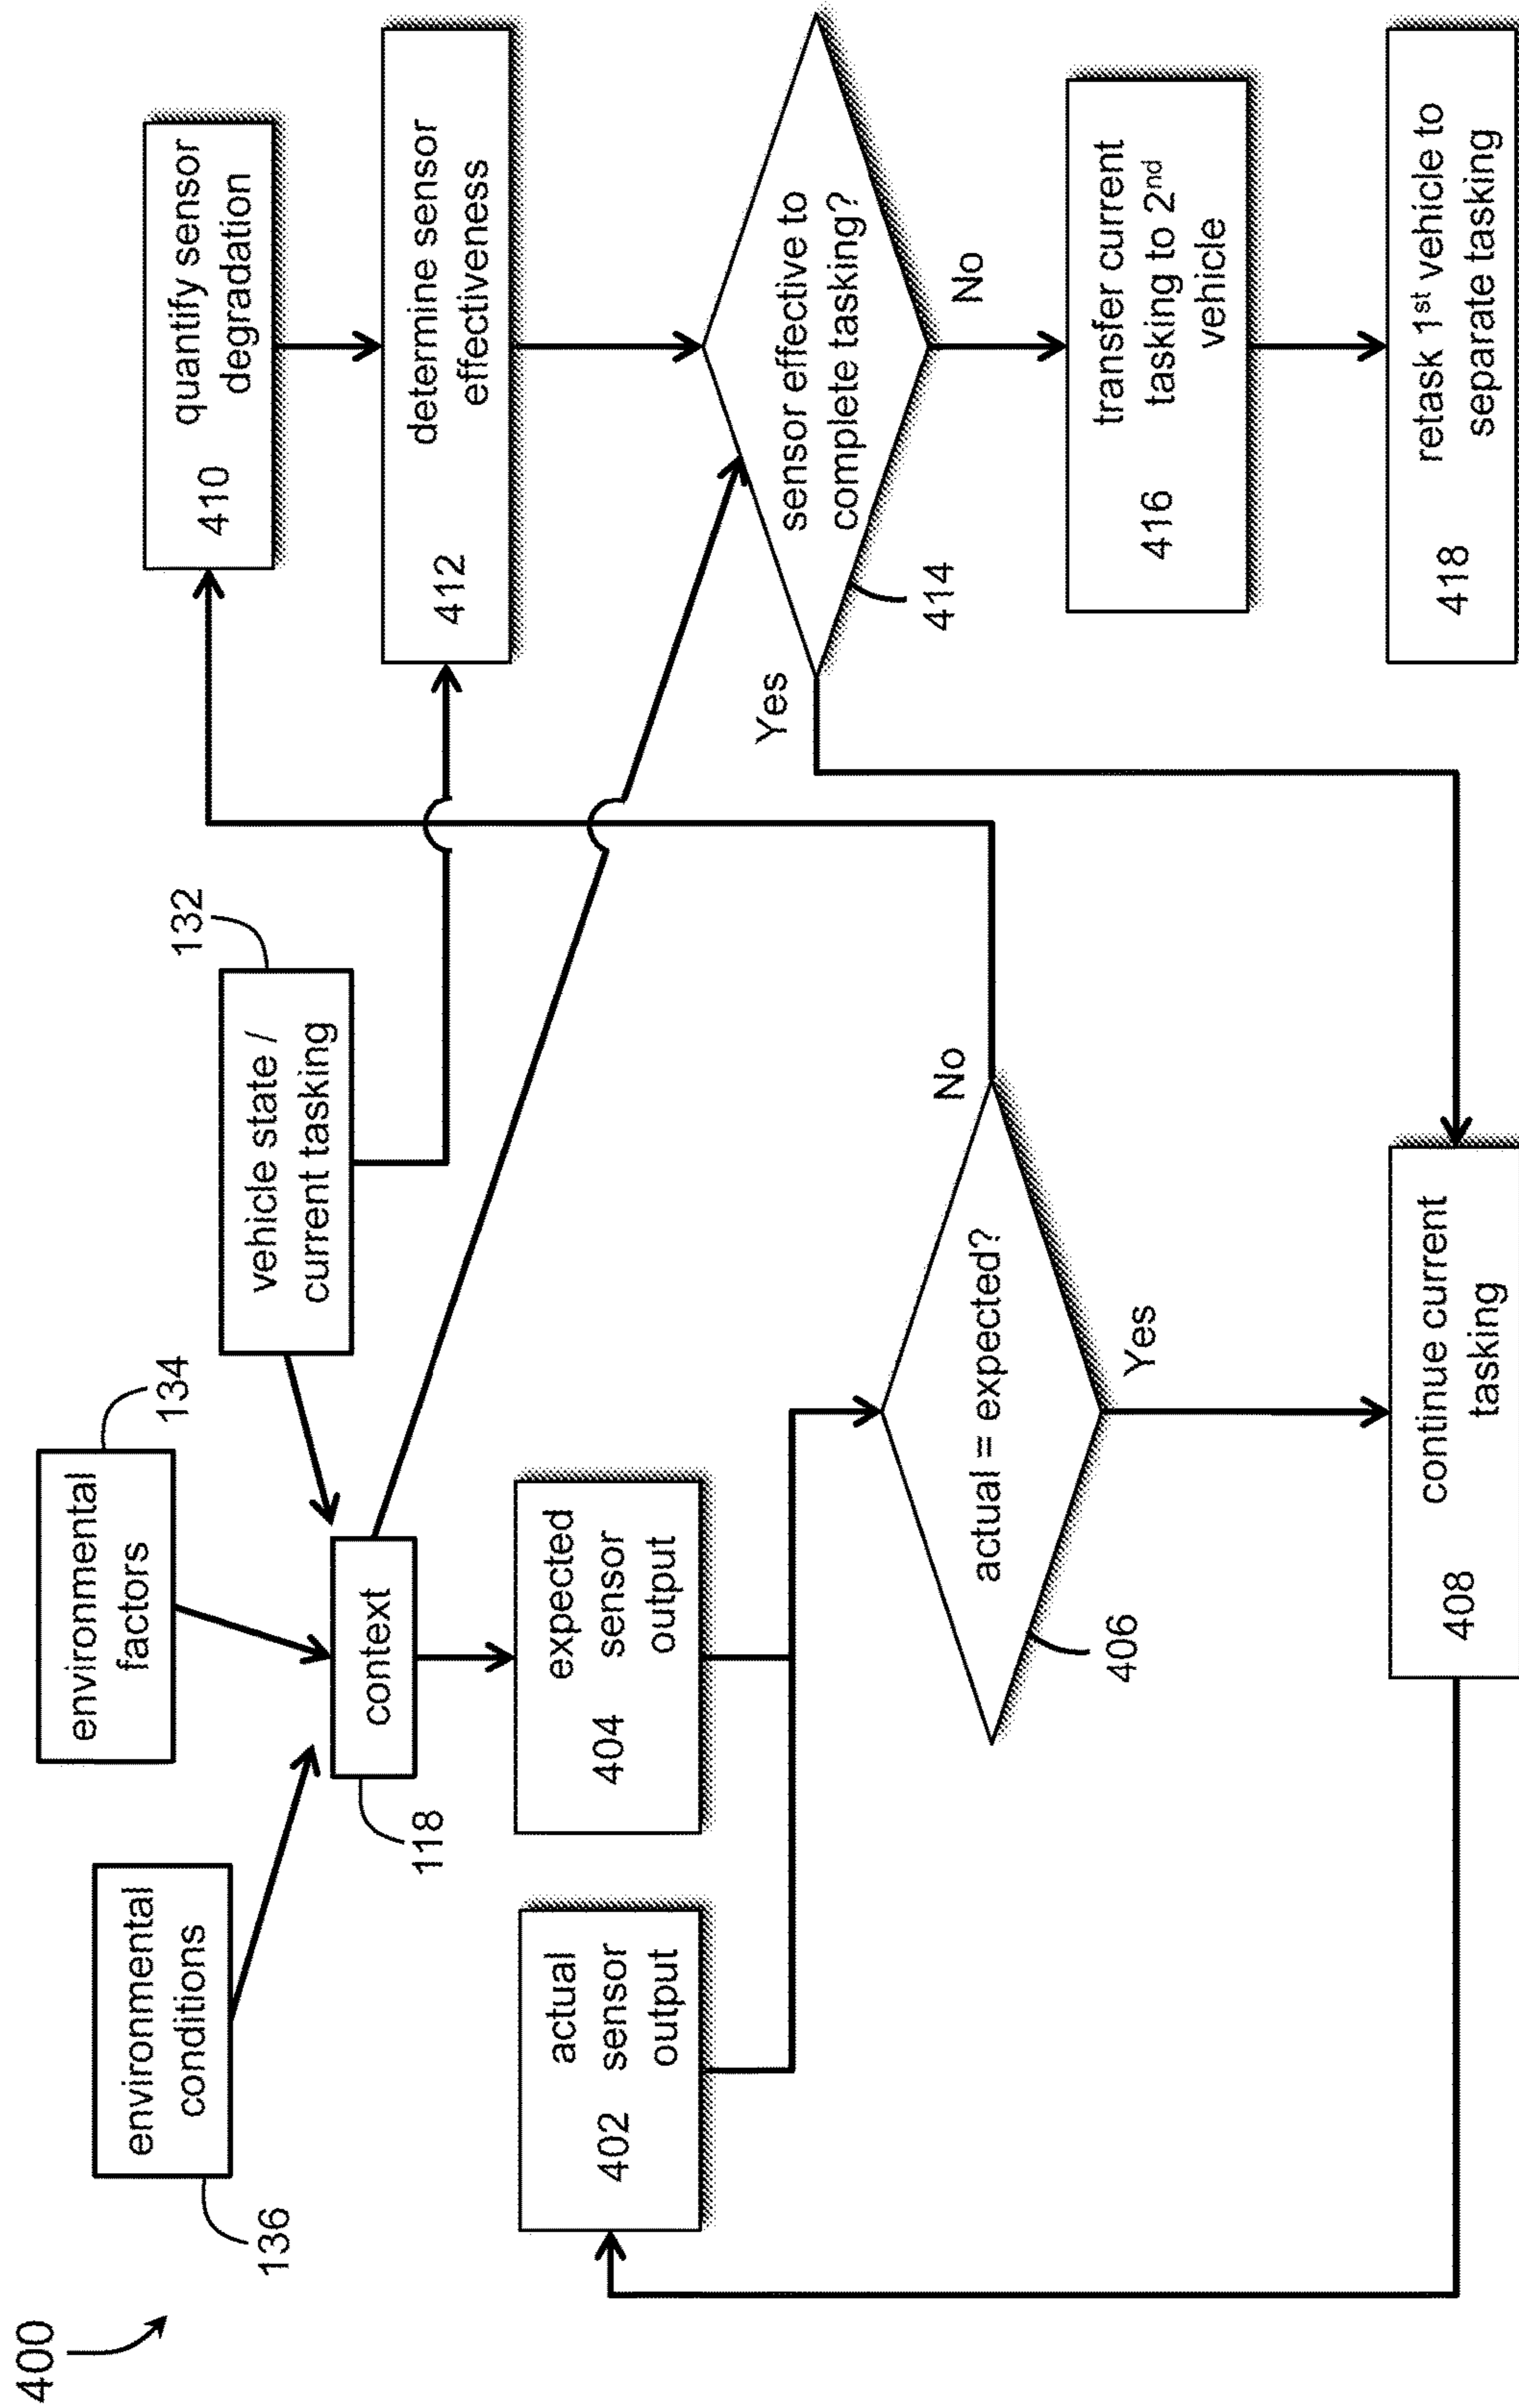 400
136
environmental
conditions
environmental
factors
134
vehicle state /
current tasking
132
context
118
402
actual
sensor
output
404
expected
sensor
output
actual = expected?
406
No
Yes
408
continue current
tasking
410
quantify sensor
degradation
412
determine sensor
effectiveness
sensor effective to
complete tasking?
414
Yes
No
416
transfer current
tasking to 2nd
vehicle
418
retask 1st vehicle to
separate tasking